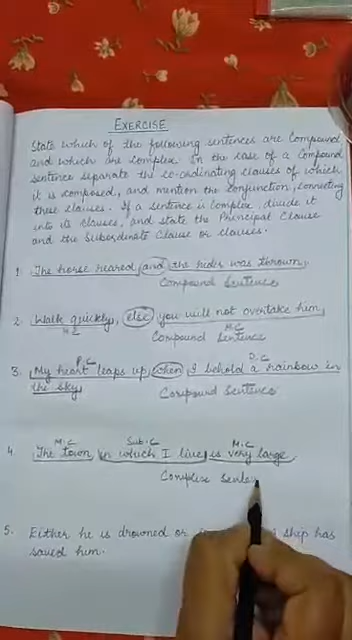 EXERCISE
State which of the following sentences are Compound
and which are complex. In the case of a Compound
sentence separate the co-ordinating clauses of which
it is composed, and mention the conjunction, connecting
these clauses. If a sentence is Complex, divide it
into its clauses, and state the Principal Clause
and the Subordinate Clause or clauses.
1. The horse reared and the rider was thrown.
Compound Sentence
2. Walk quickly, else you will not overtake him.
M.C M.C
Compound Sentence
P.C D.C
3. My heart leaps up when I behold a rainbow in
the sky.
Compound Sentence
M.C Sub.C M.C
4. The town in which I live is very large.
Complex Senten
5. Either he is drowned or ship has
saved him.